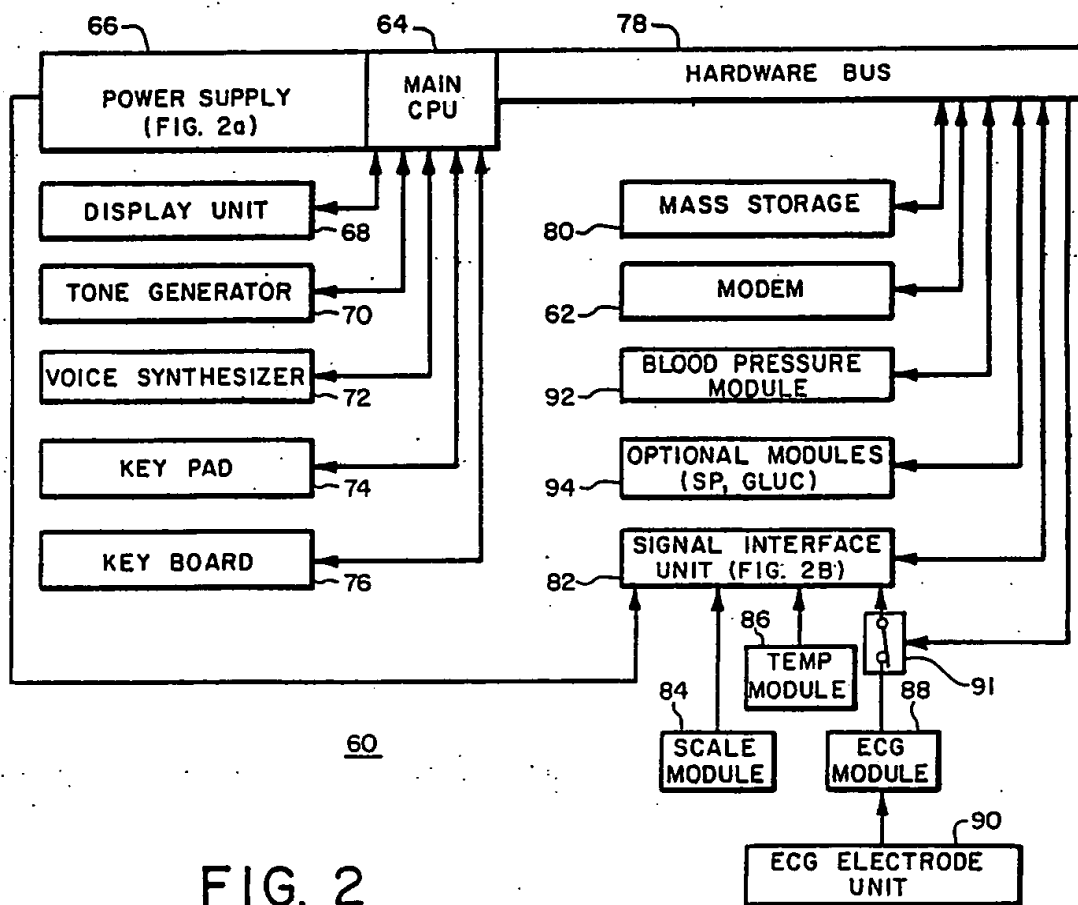 66
64
78
POWER SUPPLY
(FIG. 2a)
MAIN
CPU
HARDWARE BUS
DISPLAY UNIT
68
TONE GENERATOR
70
VOICE SYNTHESIZER
72
KEY PAD
74
KEY BOARD
76
MASS STORAGE
80
MODEM
62
BLOOD PRESSURE
MODULE
92
OPTIONAL MODULES
(SP, GLUC)
94
SIGNAL INTERFACE
UNIT (FIG. 2B)
82
86
TEMP
MODULE
91
84
SCALE
MODULE
88
ECG
MODULE
60
90
ECG ELECTRODE
UNIT
FIG. 2